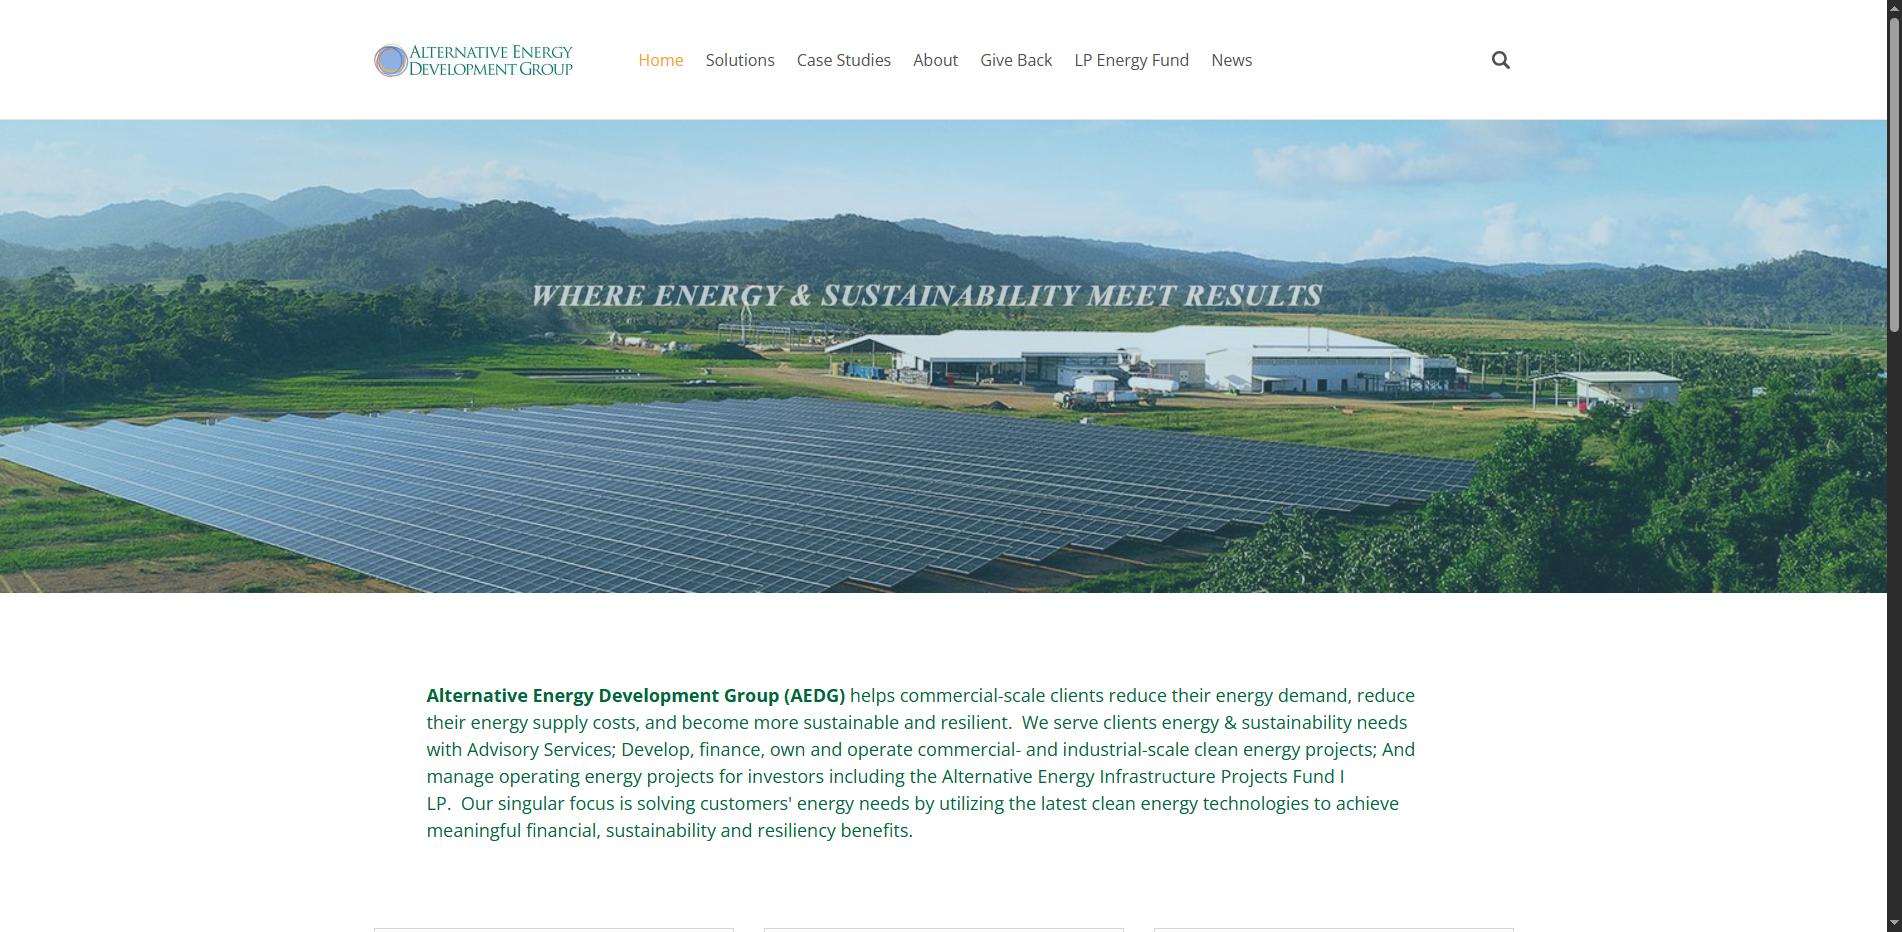 ALTERNATIVE ENERGY
DEVELOPMENT GROUP
Home Solutions Case Studies About Give Back LP Energy Fund News
WHERE ENERGY & SUSTAINABILITY MEET RESULTS
Alternative Energy Development Group (AEDG) helps commercial-scale clients reduce their energy demand, reduce
their energy supply costs, and become more sustainable and resilient.  We serve clients energy & sustainability needs
with Advisory Services; Develop, finance, own and operate commercial- and industrial-scale clean energy projects; And
manage operating energy projects for investors including the Alternative Energy Infrastructure Projects Fund I
LP.  Our singular focus is solving customers' energy needs by utilizing the latest clean energy technologies to achieve
meaningful financial, sustainability and resiliency benefits.